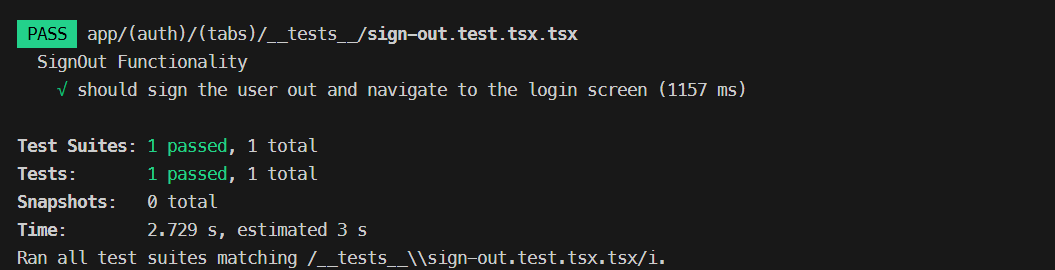 PASS app/(auth)/(tabs)/__tests__/sign-out.test.tsx.tsx
SignOut Functionality
√ should sign the user out and navigate to the login screen (1157 ms)
Test Suites: 1 passed, 1 total
Tests: 1 passed, 1 total
Snapshots: 0 total
Time: 2.729 s, estimated 3 s
Ran all test suites matching /__tests__\\sign-out.test.tsx.tsx/i.